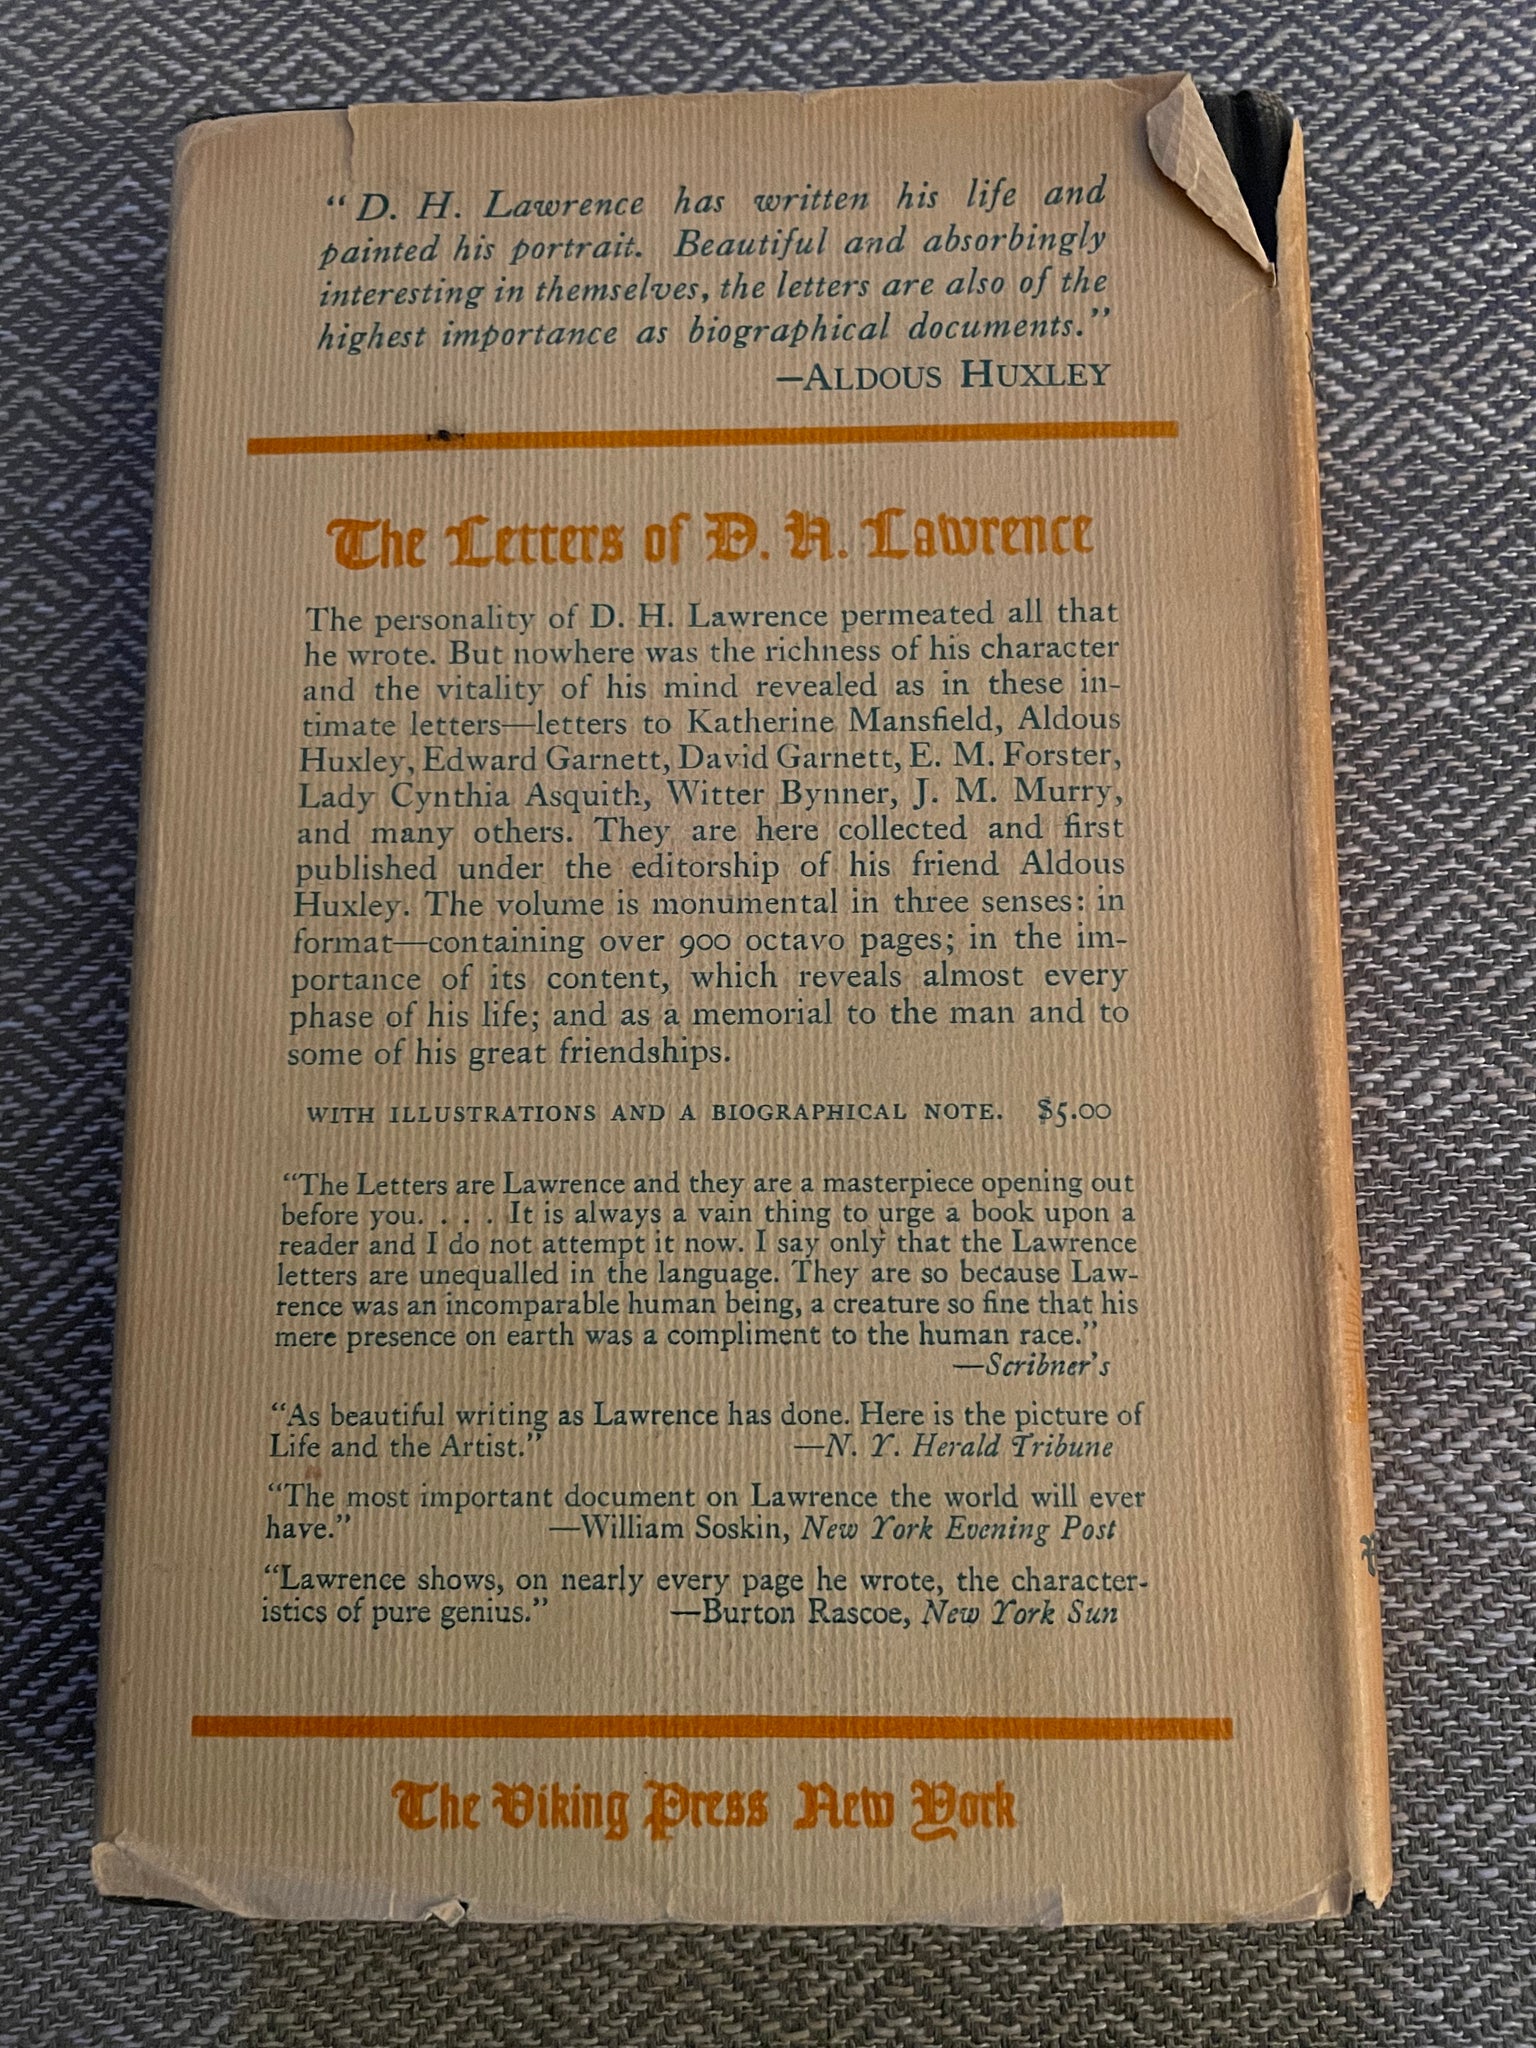 “D. H. Lawrence has written his life and
painted his portrait. Beautiful and absorbingly
interesting in themselves, the letters are also of the
highest importance as biographical documents.”
—ALDOUS HUXLEY
The Letters of D. H. Lawrence
The personality of D. H. Lawrence permeated all that
he wrote. But nowhere was the richness of his character
and the vitality of his mind revealed as in these in-
timate letters—letters to Katherine Mansfield, Aldous
Huxley, Edward Garnett, David Garnett, E. M. Forster,
Lady Cynthia Asquith, Witter Bynner, J. M. Murry,
and many others. They are here collected and first
published under the editorship of his friend Aldous
Huxley. The volume is monumental in three senses: in
format—containing over 900 octavo pages; in the im-
portance of its content, which reveals almost every
phase of his life; and as a memorial to the man and to
some of his great friendships.
WITH ILLUSTRATIONS AND A BIOGRAPHICAL NOTE. $5.00
“The Letters are Lawrence and they are a masterpiece opening out
before you. . . . It is always a vain thing to urge a book upon a
reader and I do not attempt it now. I say only that the Lawrence
letters are unequalled in the language. They are so because Law-
rence was an incomparable human being, a creature so fine that his
mere presence on earth was a compliment to the human race.”
—Scribner's
“As beautiful writing as Lawrence has done. Here is the picture of
Life and the Artist.” —N. Y. Herald Tribune
“The most important document on Lawrence the world will ever
have.” —William Soskin, New York Evening Post
“Lawrence shows, on nearly every page he wrote, the character-
istics of pure genius.” —Burton Rascoe, New York Sun
The Viking Press New York